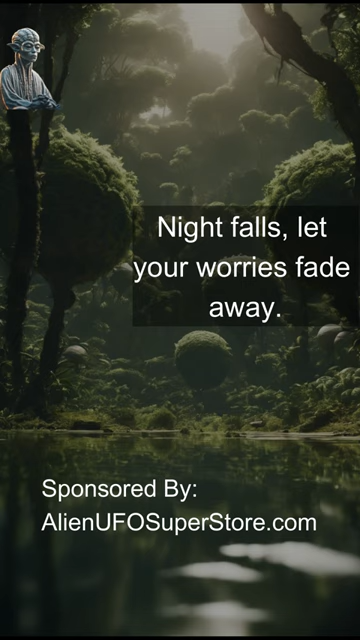 Night falls, let
your worries fade
away.
Sponsored By:
AlienUFOSuperStore.com